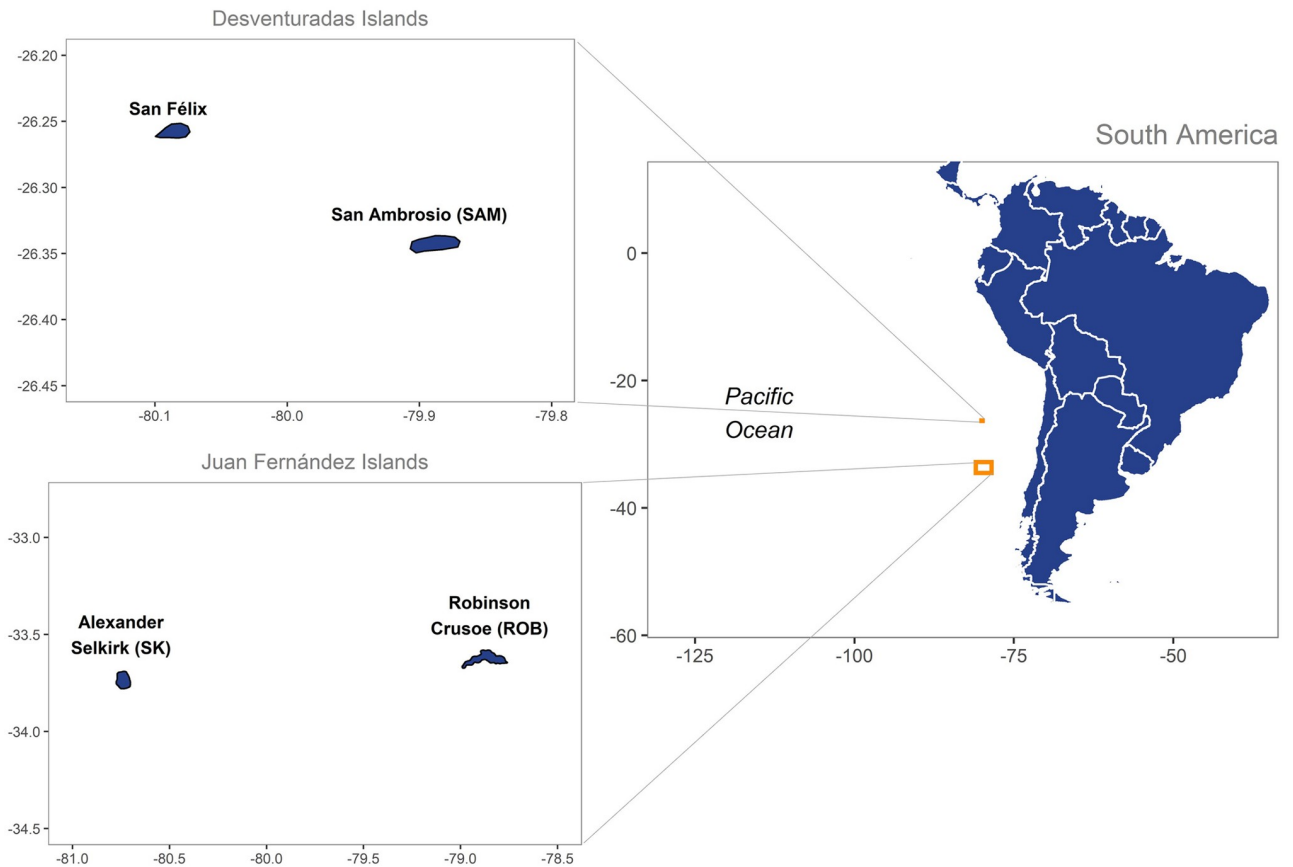 Desventuradas Islands
-26.20
-26.25
-26.30
-26.35
-26.40
-26.45
San Félix
San Ambrosio (SAM)
-80.1
-80.0
-79.9
-79.8
Juan Fernández Islands
-33.0
-33.5
-34.0
-34.5
Alexander
Selkirk (SK)
Robinson
Crusoe (ROB)
-81.0
-80.5
-80.0
-79.5
-79.0
-78.5
South America
0
-20
-40
-60
Pacific
Ocean
-125
-100
-75
-50